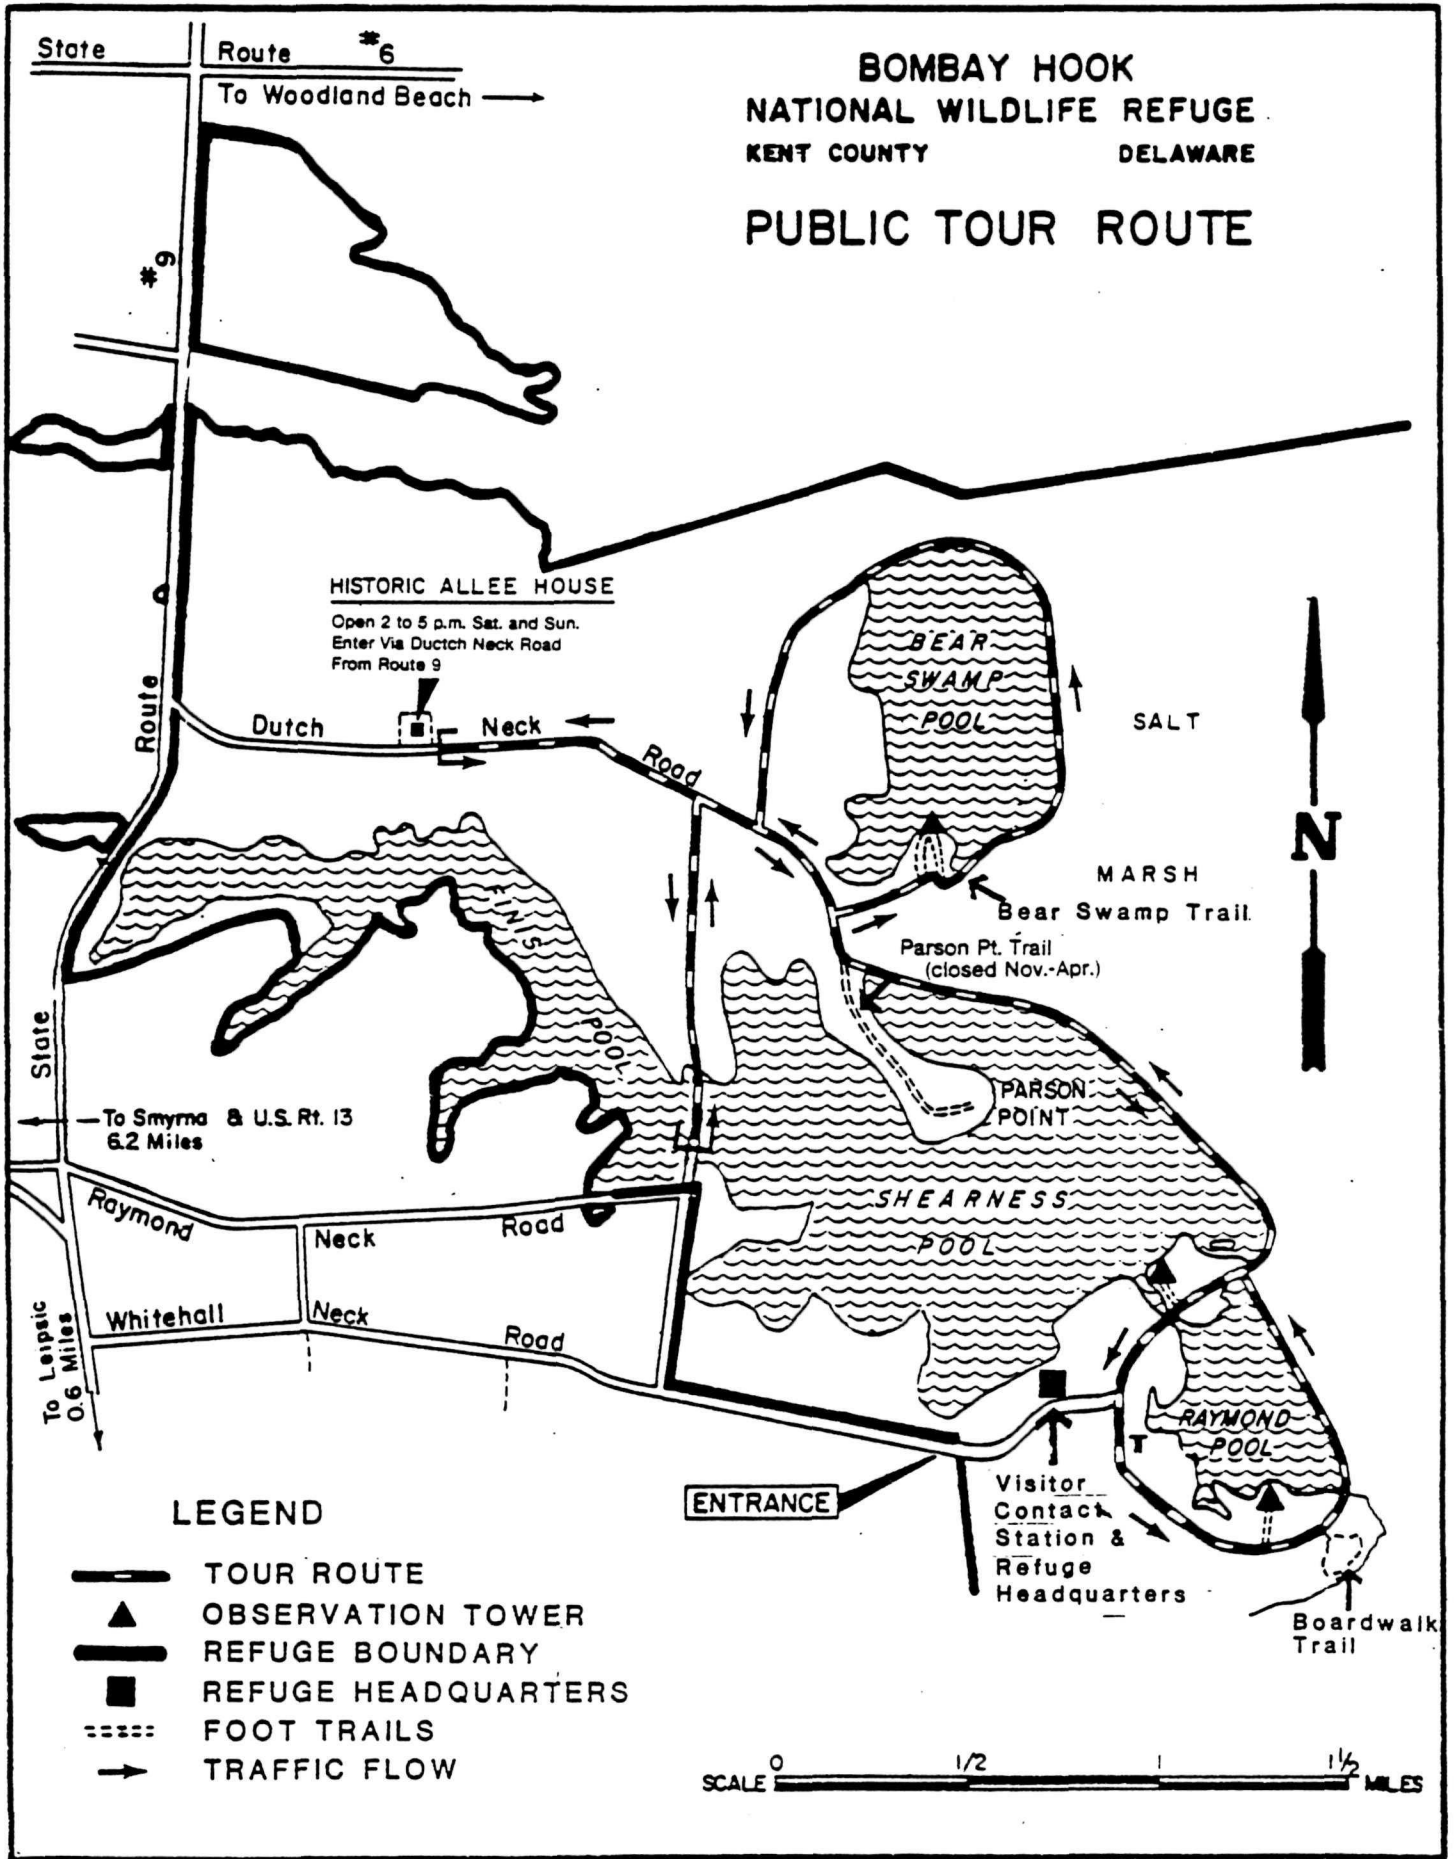 State Route #6
To Woodland Beach
BOMBAY HOOK
NATIONAL WILDLIFE REFUGE
KENT COUNTY DELAWARE
PUBLIC TOUR ROUTE
#9
HISTORIC ALLEE HOUSE
Open 2 to 5 p.m. Sat. and Sun.
Enter Via Ductch Neck Road
From Route 9
BEAR
SWAMP
POOL
SALT
MARSH
N
State Route
Dutch Neck Road
Bear Swamp Trail
Parson Pt. Trail
(closed Nov.-Apr.)
FINIS
POOL
PARSON
POINT
To Smyrna & U.S. Rt. 13
6.2 Miles
SHEARNESS
POOL
Raymond Neck Road
Whitehall Neck Road
To Leipsic
0.6 Miles
RAYMOND
POOL
T
ENTRANCE
Visitor
Contact
Station &
Refuge
Headquarters
Boardwalk
Trail
LEGEND
TOUR ROUTE
OBSERVATION TOWER
REFUGE BOUNDARY
REFUGE HEADQUARTERS
FOOT TRAILS
TRAFFIC FLOW
0 1/2 1 1 1/2
SCALE MILES